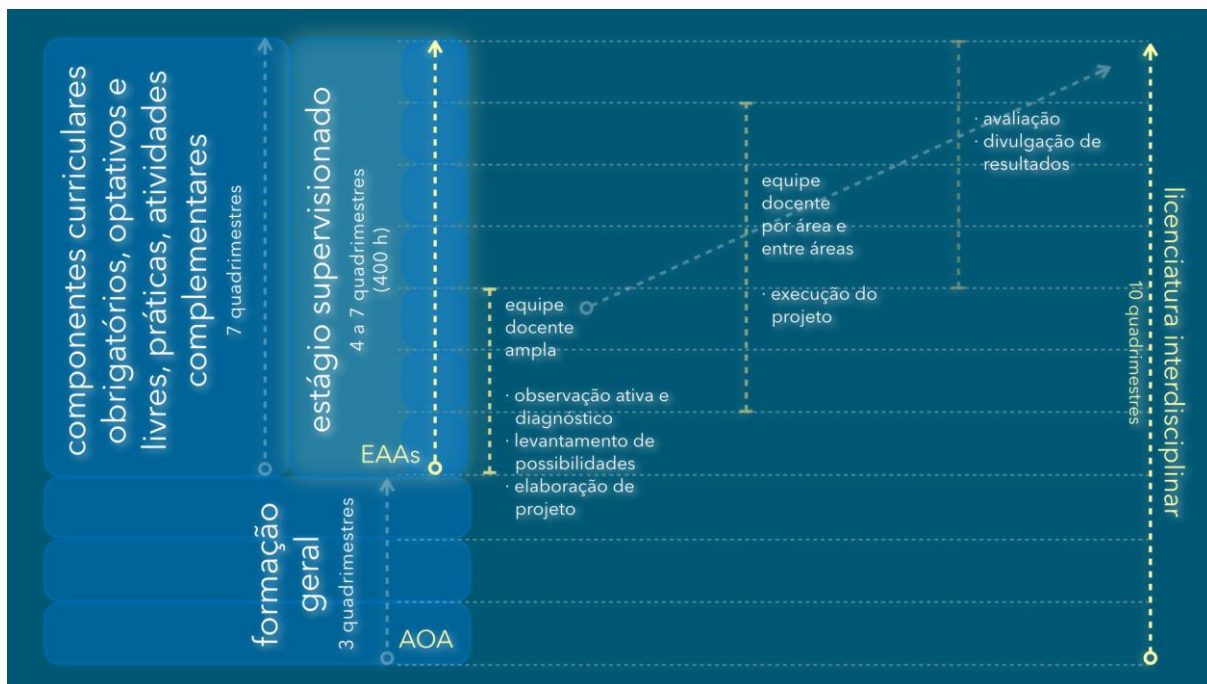 componentes curriculares
obrigatórios, optativos e
livres, práticas, atividades
complementares
7 quadrimestres
estágio supervisionado
4 a 7 quadrimestres
(400 h)
EAAs
formação
geral
3 quadrimestres
AOA
equipe
docente
ampla
· observação ativa e
diagnóstico
· levantamento de
possibilidades
· elaboração de
projeto
equipe
docente
por área e
entre áreas
· execução do
projeto
· avaliação
· divulgação de
resultados
licenciatura interdisciplinar
10 quadrimestres